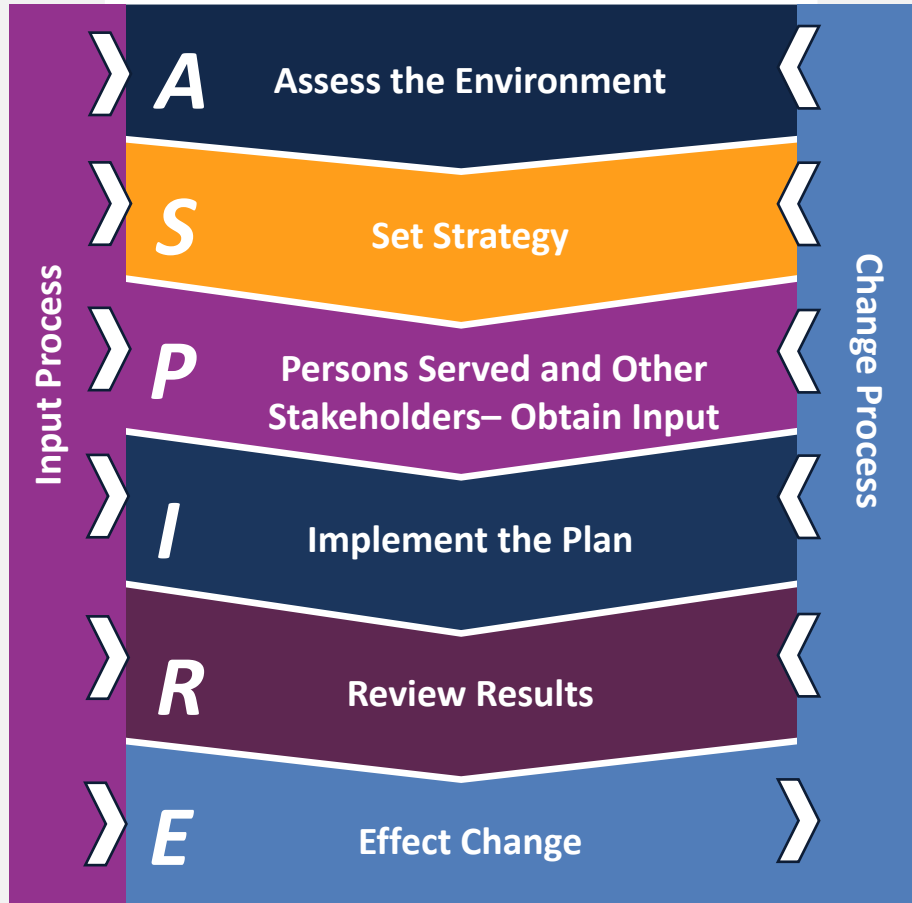 A
Assess the Environment
S
Set Strategy
P
Persons Served and Other
Stakeholders– Obtain Input
I
Implement the Plan
R
Review Results
E
Effect Change
Input Process
Change Process